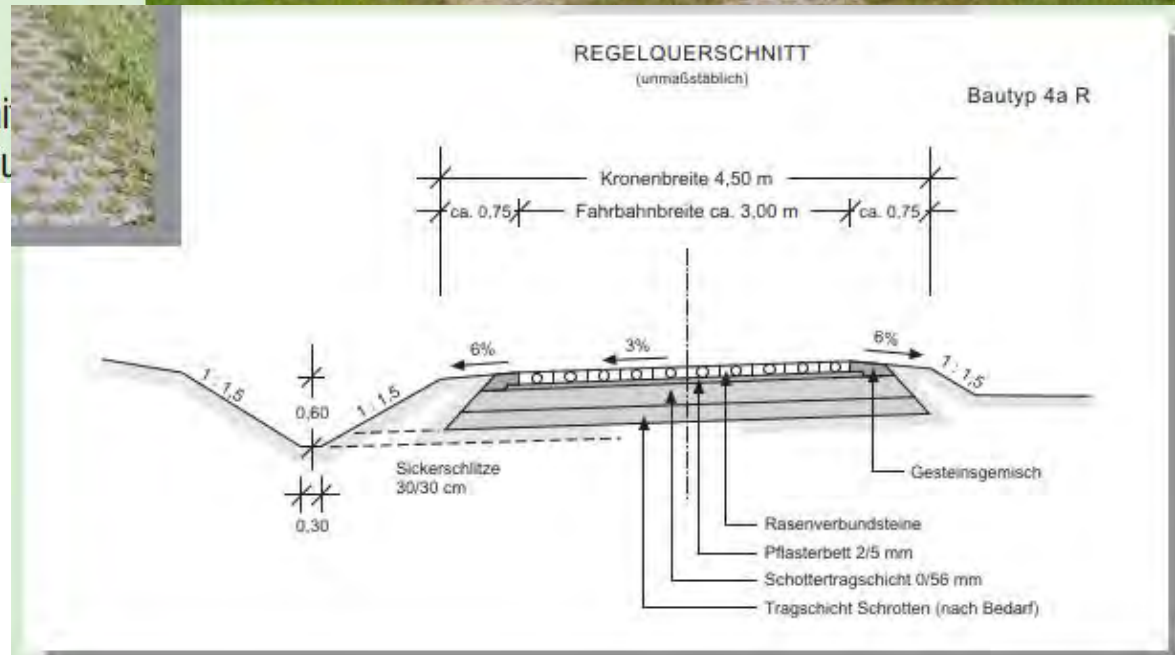 REGELQUERSCHNITT
(unmaßstäblich)
Bautyp 4a R
Kronenbreite 4,50 m
ca. 0,75
Fahrbahnbreite ca. 3,00 m
ca. 0,75
6%
3%
6%
1 : 1,5
1 : 1,5
1 : 1,5
0,60
Sickerschlitze
30/30 cm
0,30
Gesteinsgemisch
Rasenverbundsteine
Pflasterbett 2/5 mm
Schottertragschicht 0/56 mm
Tragschicht Schrotten (nach Bedarf)